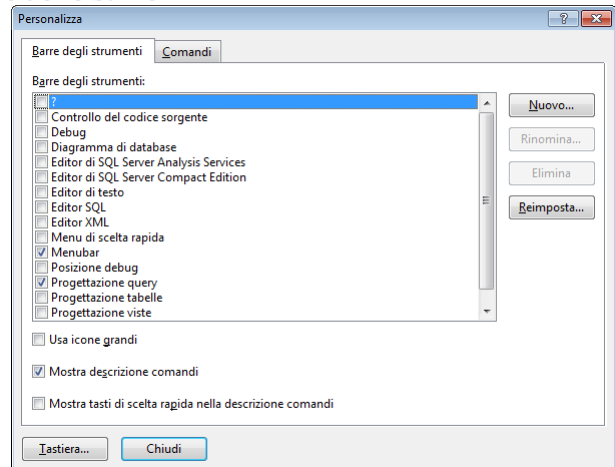 Personalizza
Barre degli strumenti Comandi
Barre degli strumenti:
?
Controllo del codice sorgente
Debug
Diagramma di database
Editor di SQL Server Analysis Services
Editor di SQL Server Compact Edition
Editor di testo
Editor SQL
Editor XML
Menu di scelta rapida
Menubar
Posizione debug
Progettazione query
Progettazione tabelle
Progettazione viste
Nuovo...
Rinomina...
Elimina
Reimposta...
Usa icone grandi
Mostra descrizione comandi
Mostra tasti di scelta rapida nella descrizione comandi
Tastiera... Chiudi